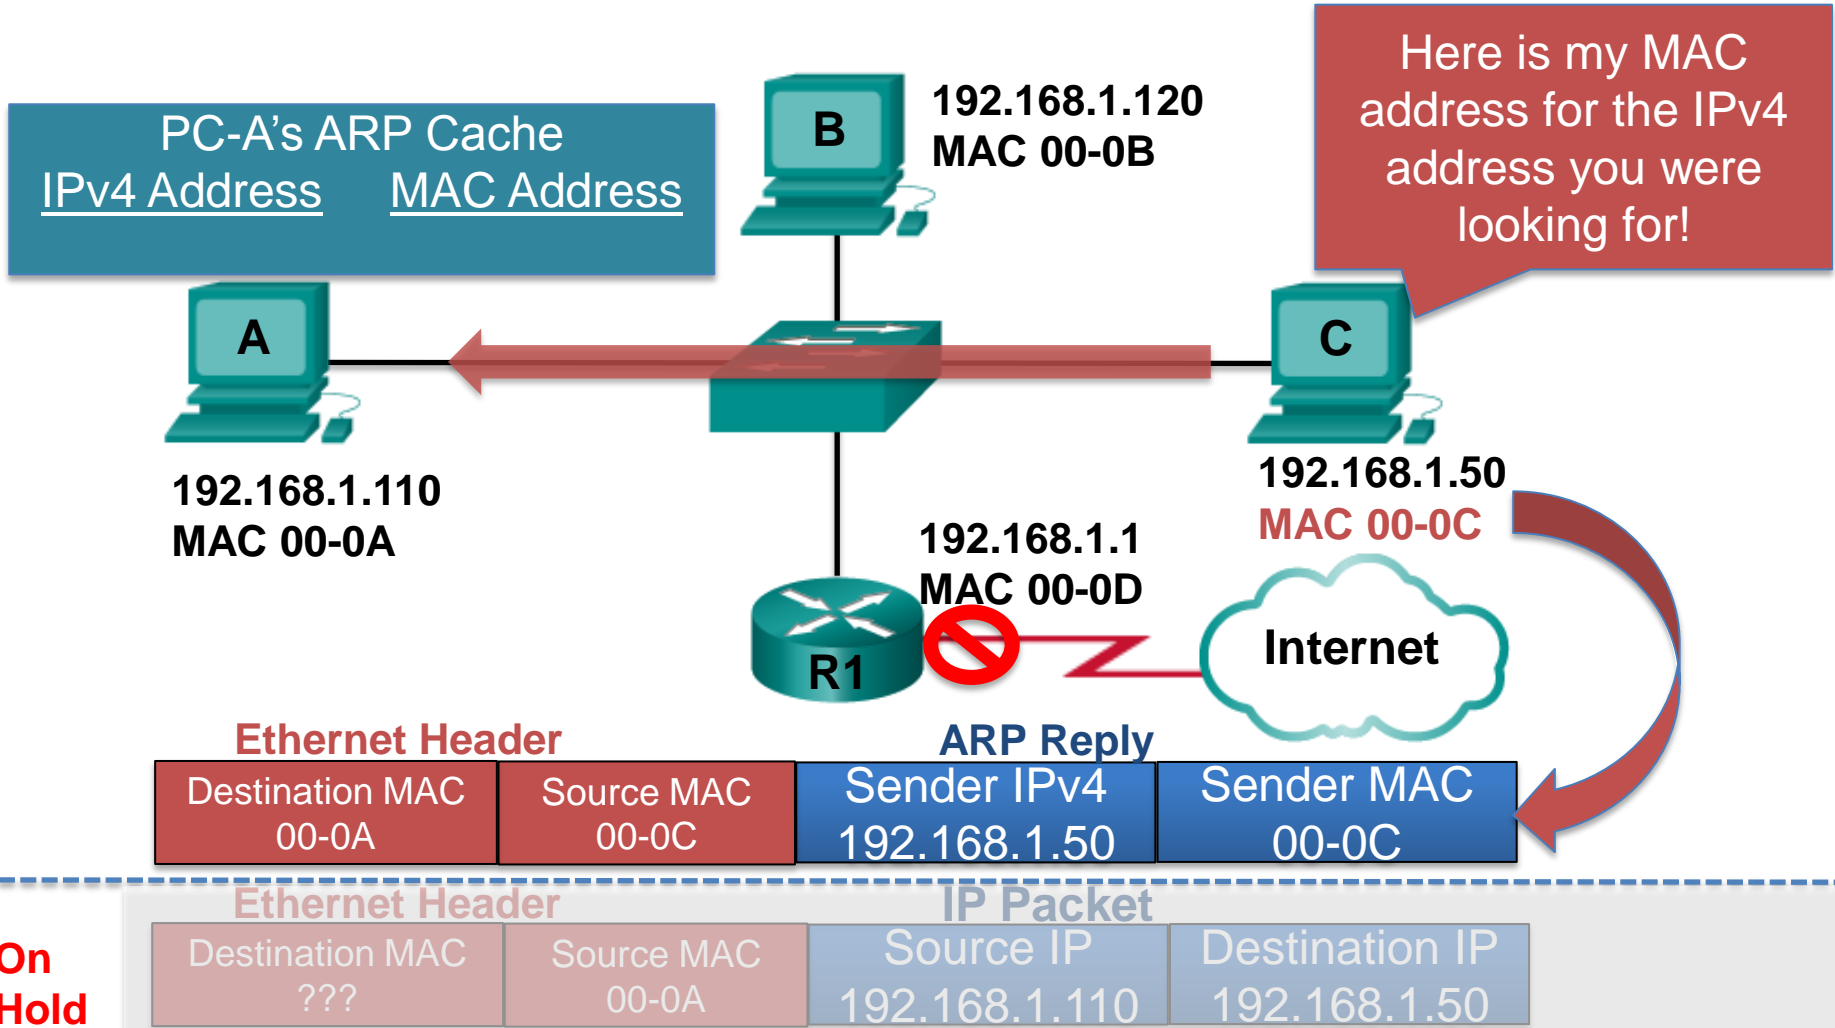 PC-A’s ARP Cache
IPv4 Address MAC Address
B
192.168.1.120
MAC 00-0B
Here is my MAC
address for the IPv4
address you were
looking for!
A
192.168.1.110
MAC 00-0A
C
192.168.1.50
MAC 00-0C
192.168.1.1
MAC 00-0D
R1
Internet
Ethernet Header
ARP Reply
Destination MAC
00-0A
Source MAC
00-0C
Sender IPv4
192.168.1.50
Sender MAC
00-0C
On
Hold
Ethernet Header
IP Packet
Destination MAC
???
Source MAC
00-0A
Source IP
192.168.1.110
Destination IP
192.168.1.50